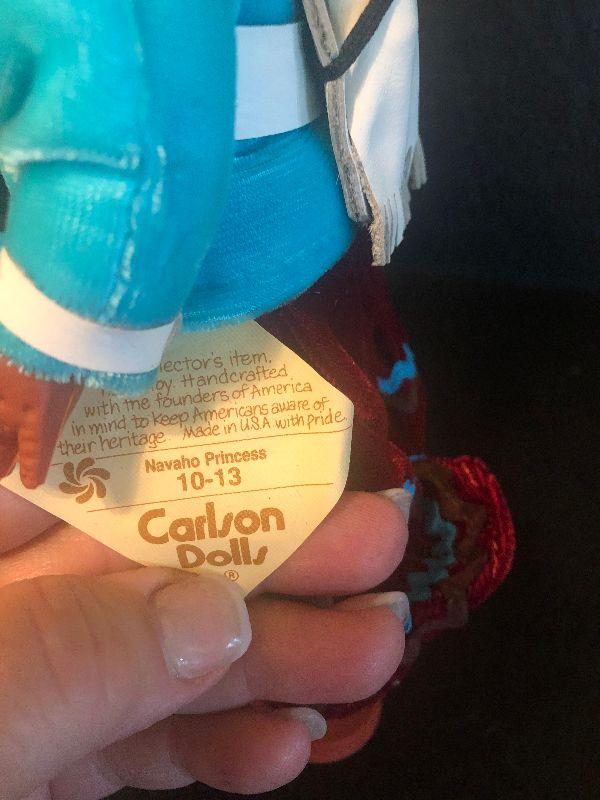 lector's item.
oy. Handcrafted
with the founders of America
in mind to keep Americans aware of
their heritage. Made in U.S.A with pride.
Navaho Princess
10-13
Carlson
Dolls
®